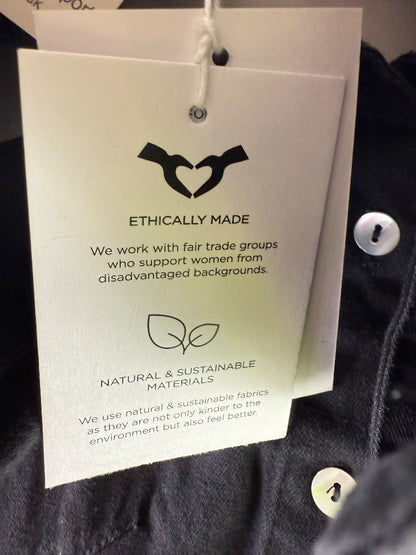 ETHICALLY MADE
We work with fair trade groups
who support women from
disadvantaged backgrounds.
NATURAL & SUSTAINABLE
MATERIALS
We use natural & sustainable fabrics
as they are not only kinder to the
environment but also feel better.